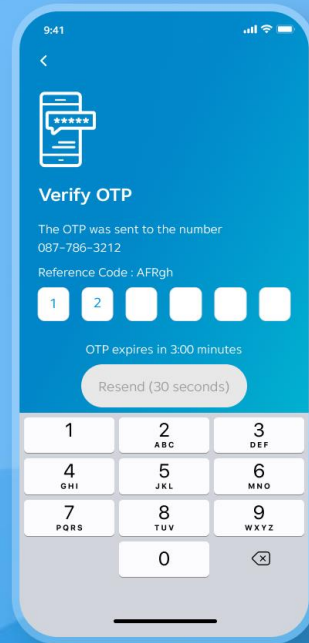 9:41
*****
Verify OTP
The OTP was sent to the number
087-786-3212
Reference Code : AFRgh
1 2
OTP expires in 3:00 minutes
Resend (30 seconds)
1 2 3
ABC DEF
4 5 6
GHI JKL MNO
7 8 9
PQRS TUV WXYZ
0